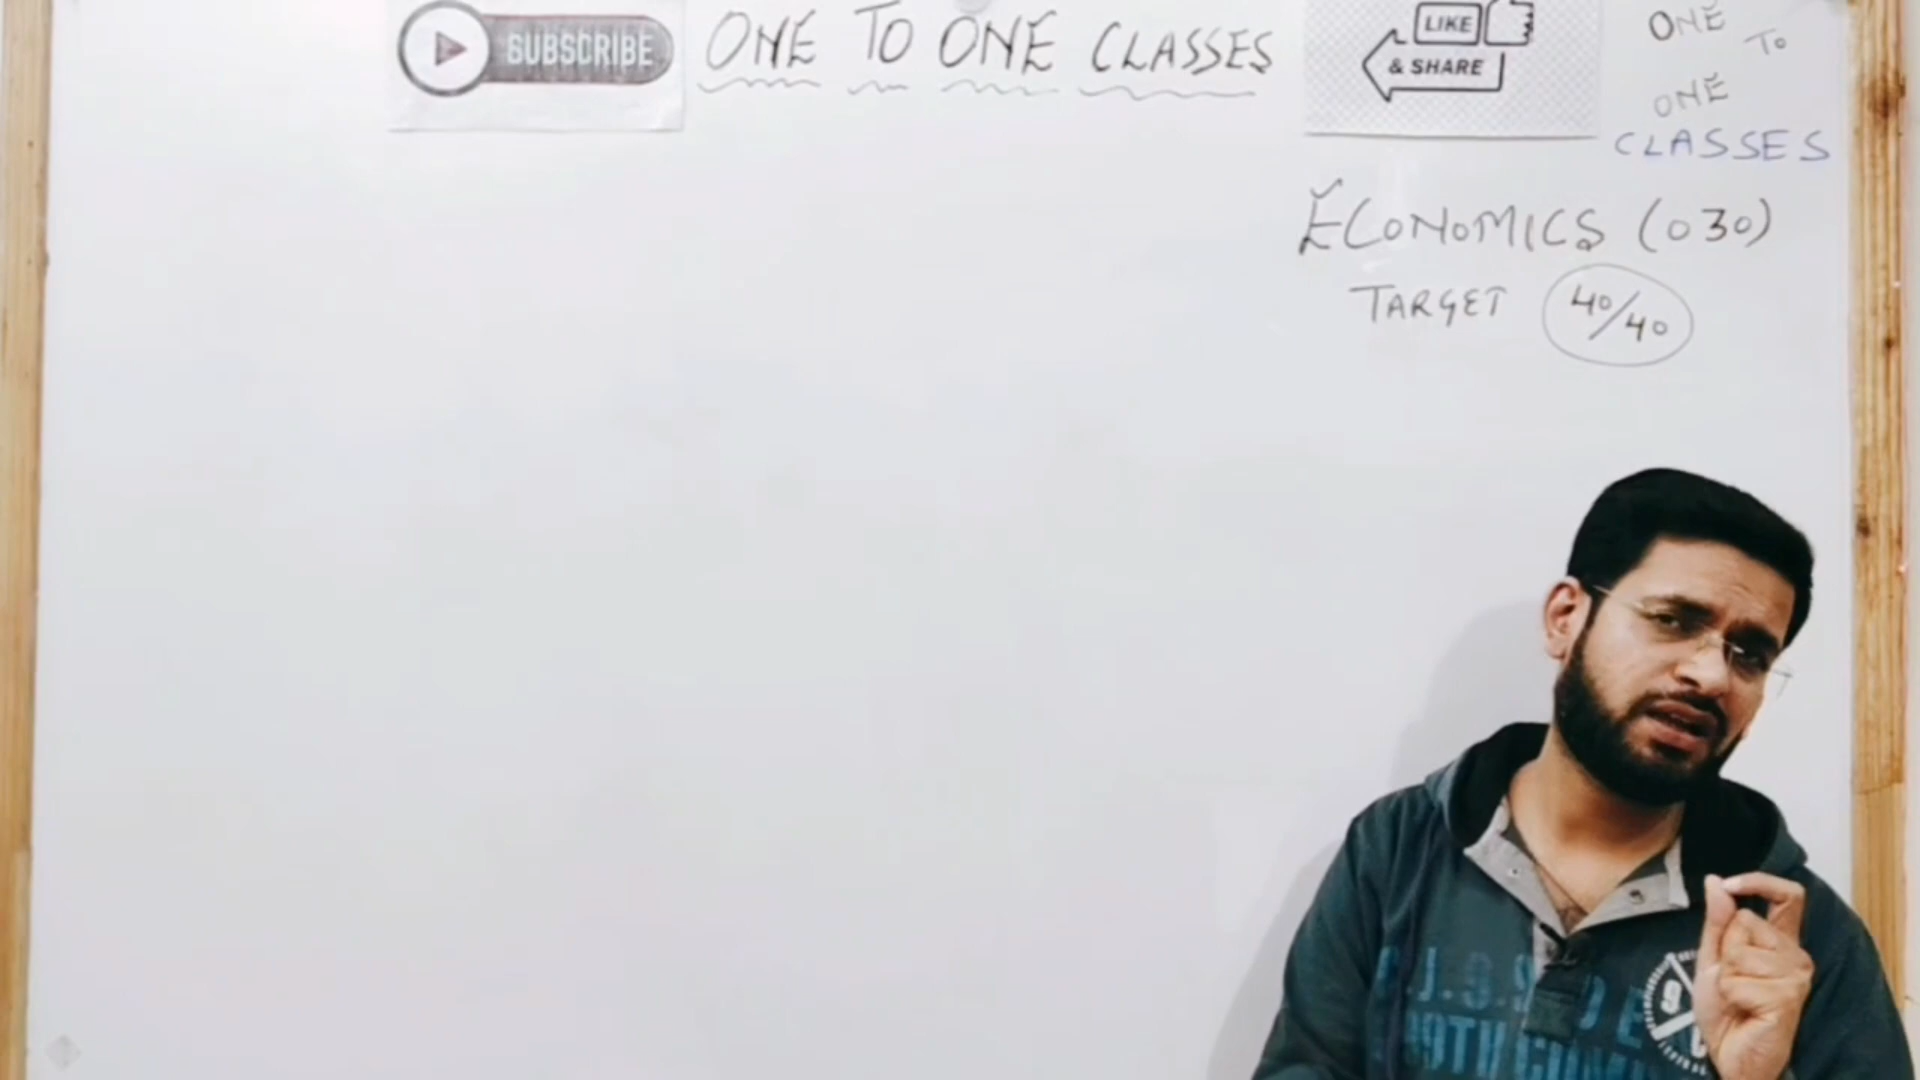 SUBSCRIBE
ONE TO ONE CLASSES
LIKE
& SHARE
ONE To
ONE
CLASSES
ECONOMICS (030)
TARGET 40/40